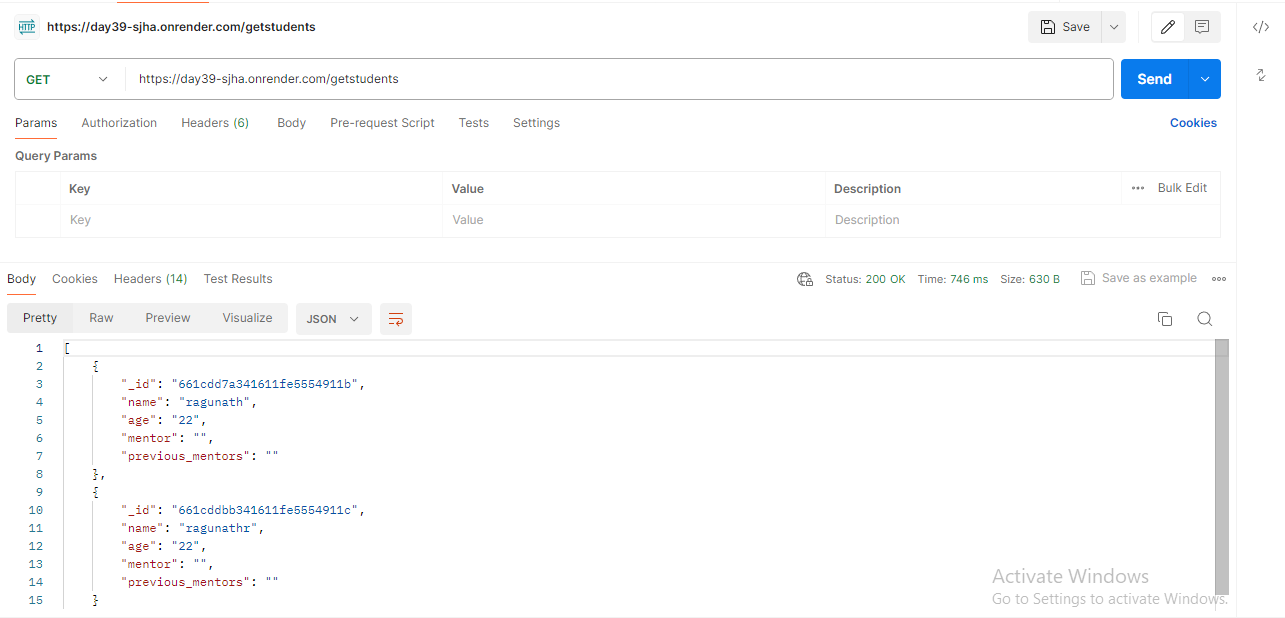 HTTP https://day39-sjha.onrender.com/getstudents Save
GET https://day39-sjha.onrender.com/getstudents Send
Params Authorization Headers (6) Body Pre-request Script Tests Settings Cookies
Query Params
Key Value Description Bulk Edit
Key Value Description
Body Cookies Headers (14) Test Results Status: 200 OK Time: 746 ms Size: 630 B Save as example
Pretty Raw Preview Visualize JSON
1 [
2 {
3 "_id": "661cdd7a341611fe5554911b",
4 "name": "ragunath",
5 "age": "22",
6 "mentor": "",
7 "previous_mentors": ""
8 },
9 {
10 "_id": "661cddbb341611fe5554911c",
11 "name": "ragunathr",
12 "age": "22",
13 "mentor": "",
14 "previous_mentors": ""
15 }
Activate Windows
Go to Settings to activate Windows.